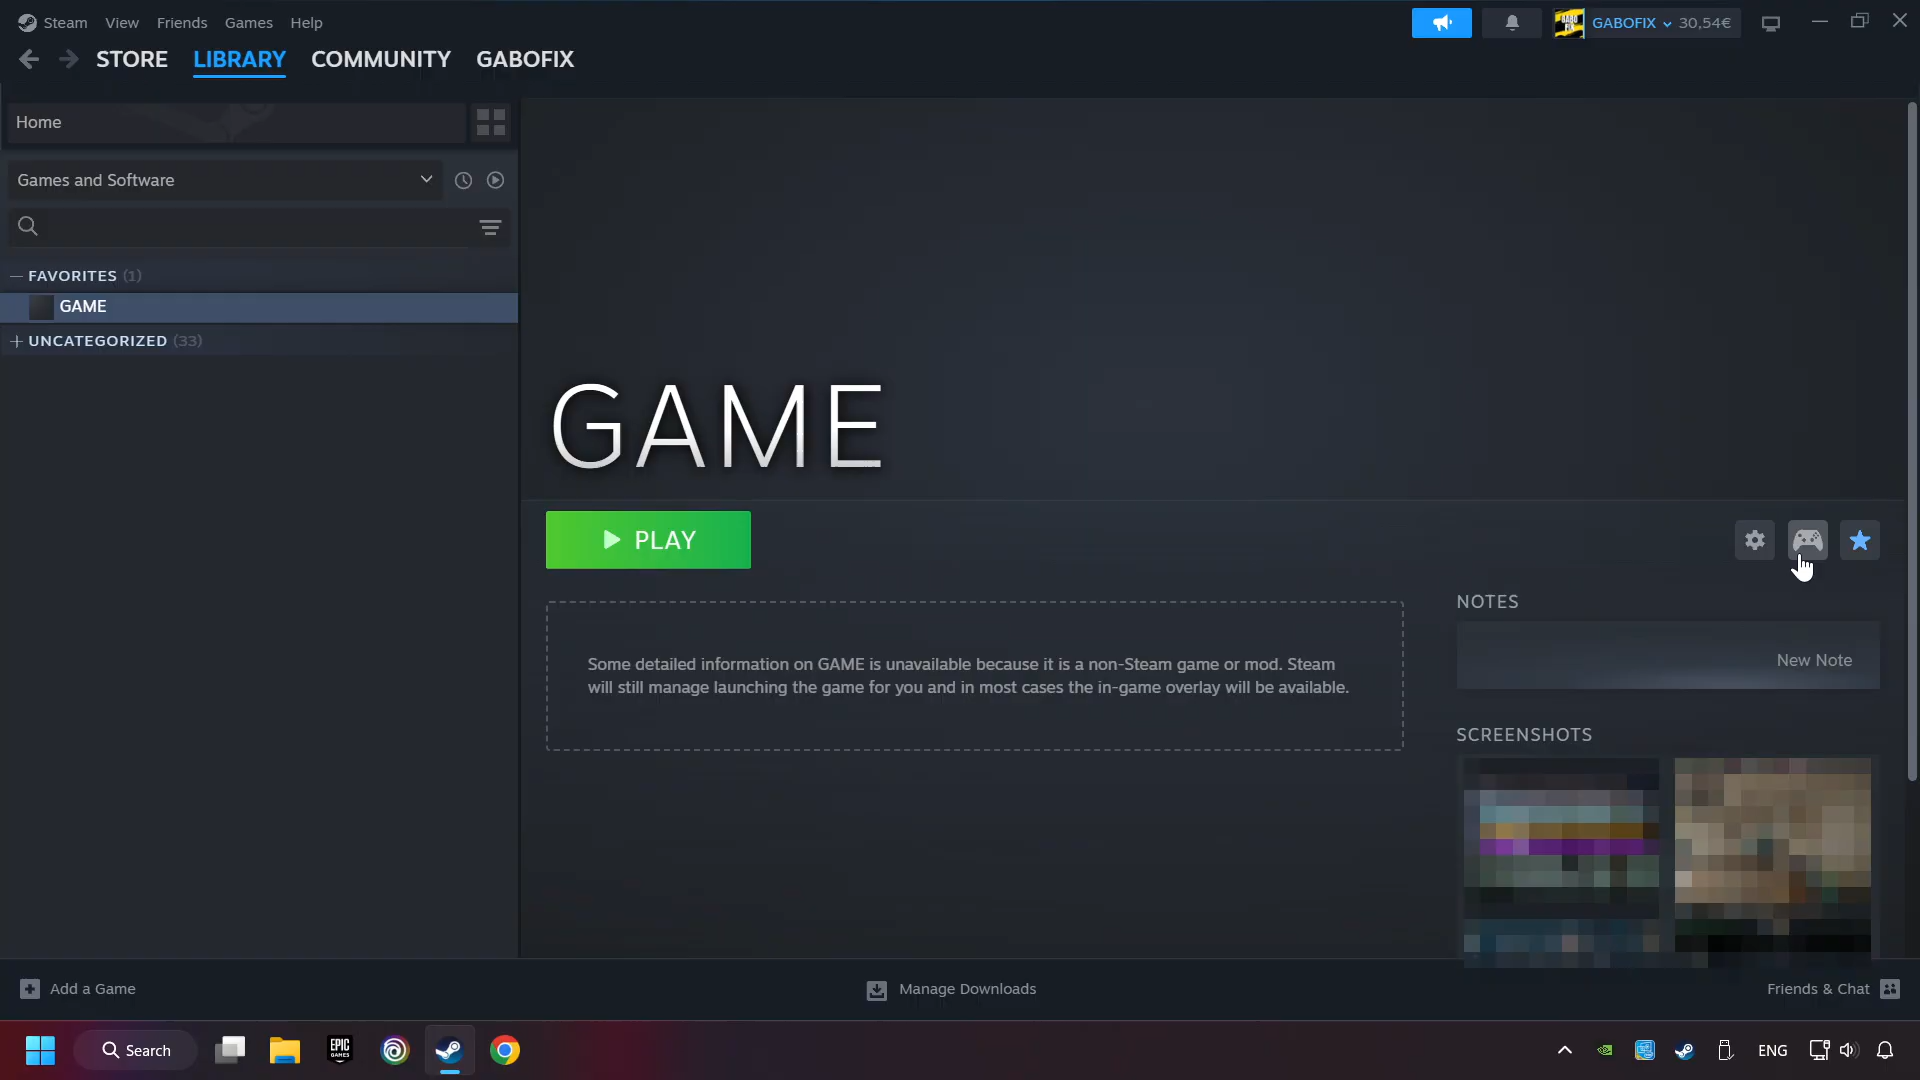 Steam View Friends Games Help
GABOFIX 30,54€
STORE LIBRARY COMMUNITY GABOFIX
Home
Games and Software
— FAVORITES (1)
GAME
+ UNCATEGORIZED (33)
GAME
PLAY
Some detailed information on GAME is unavailable because it is a non-Steam game or mod. Steam
will still manage launching the game for you and in most cases the in-game overlay will be available.
NOTES
New Note
SCREENSHOTS
Add a Game
Manage Downloads
Friends & Chat
Search
EPIC GAMES
ENG